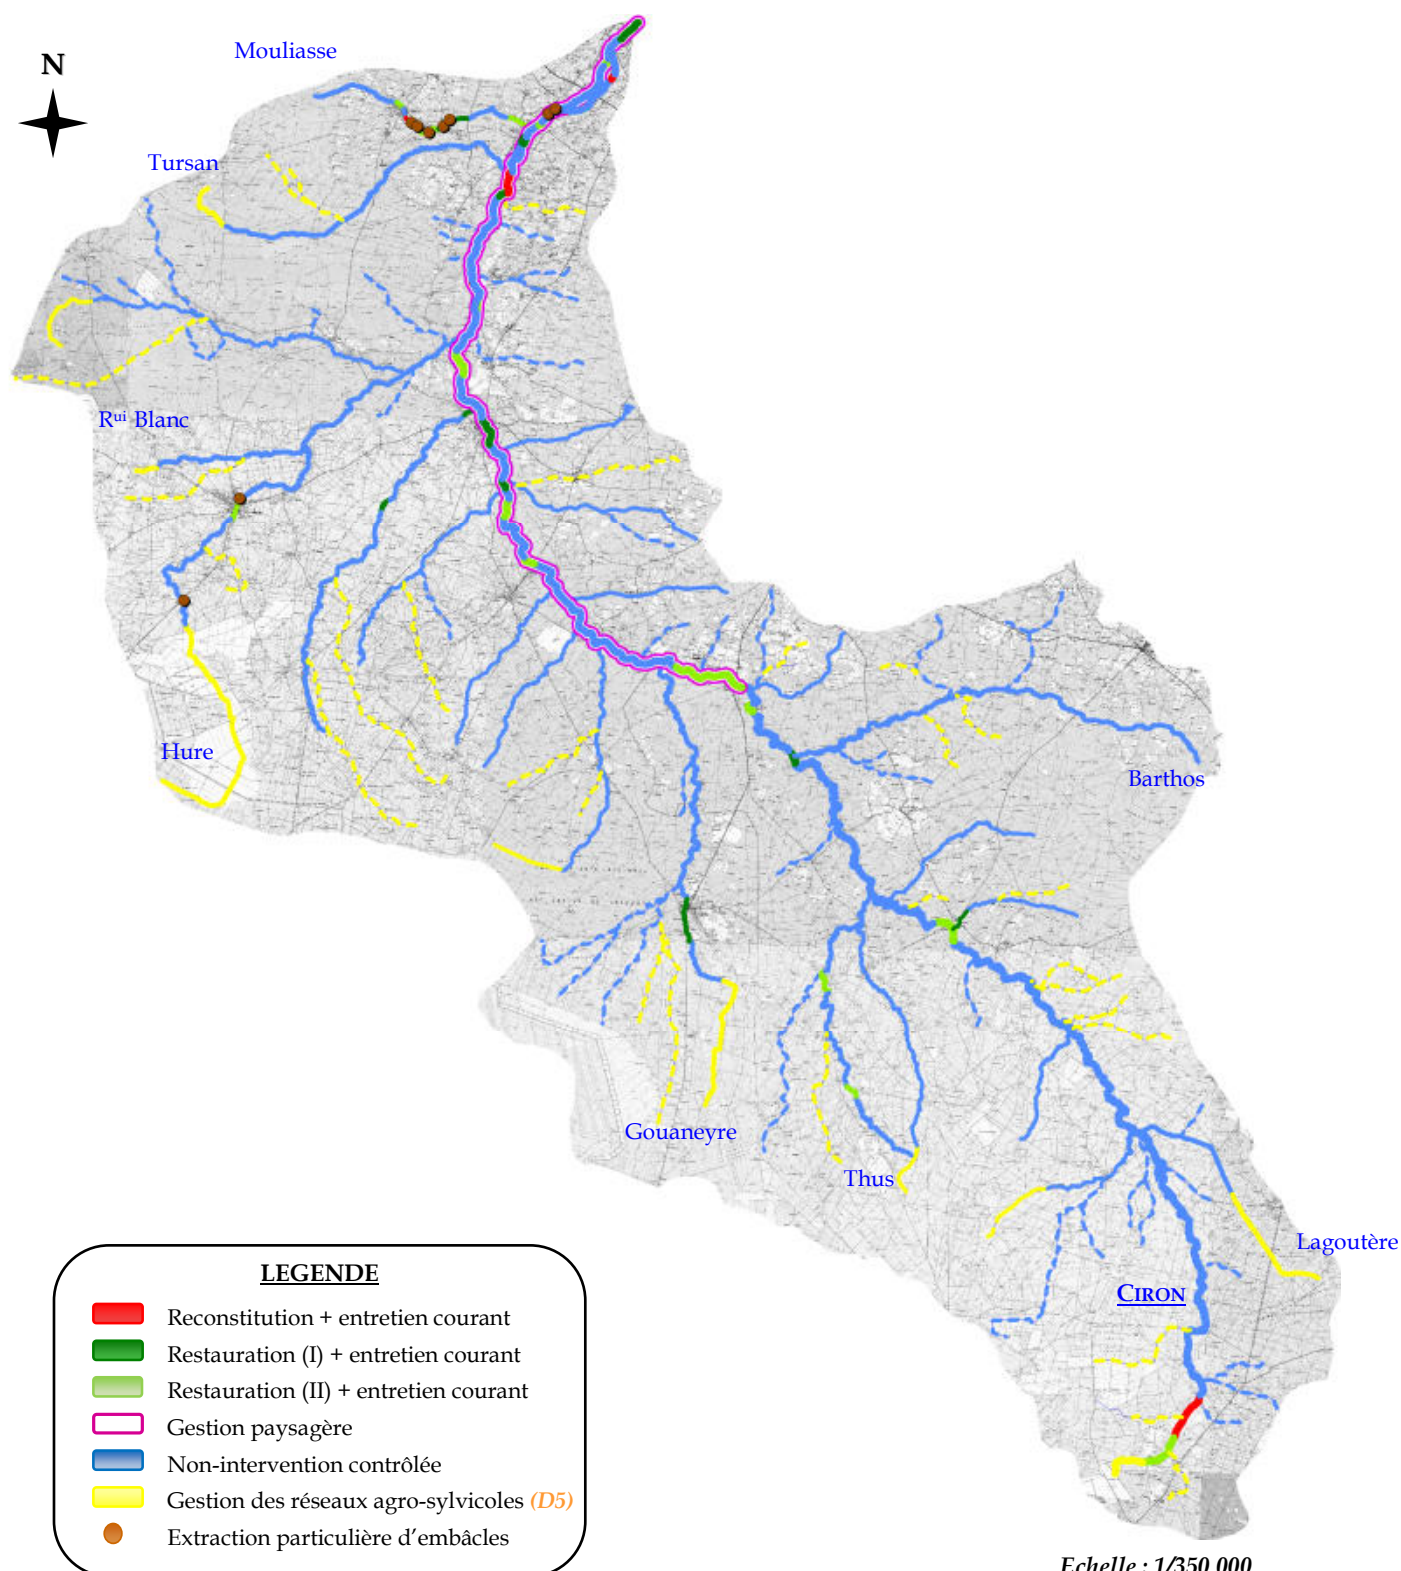 Mouliasse
N
Tursan
Rui Blanc
Hure
Barthos
Gouaneyre
Thus
Lagoutère
CIRON
LEGENDE
Reconstitution + entretien courant
Restauration (I) + entretien courant
Restauration (II) + entretien courant
Gestion paysagère
Non-intervention contrôlée
Gestion des réseaux agro-sylvicoles (D5)
Extraction particulière d'embâcles
Echelle : 1/350 000